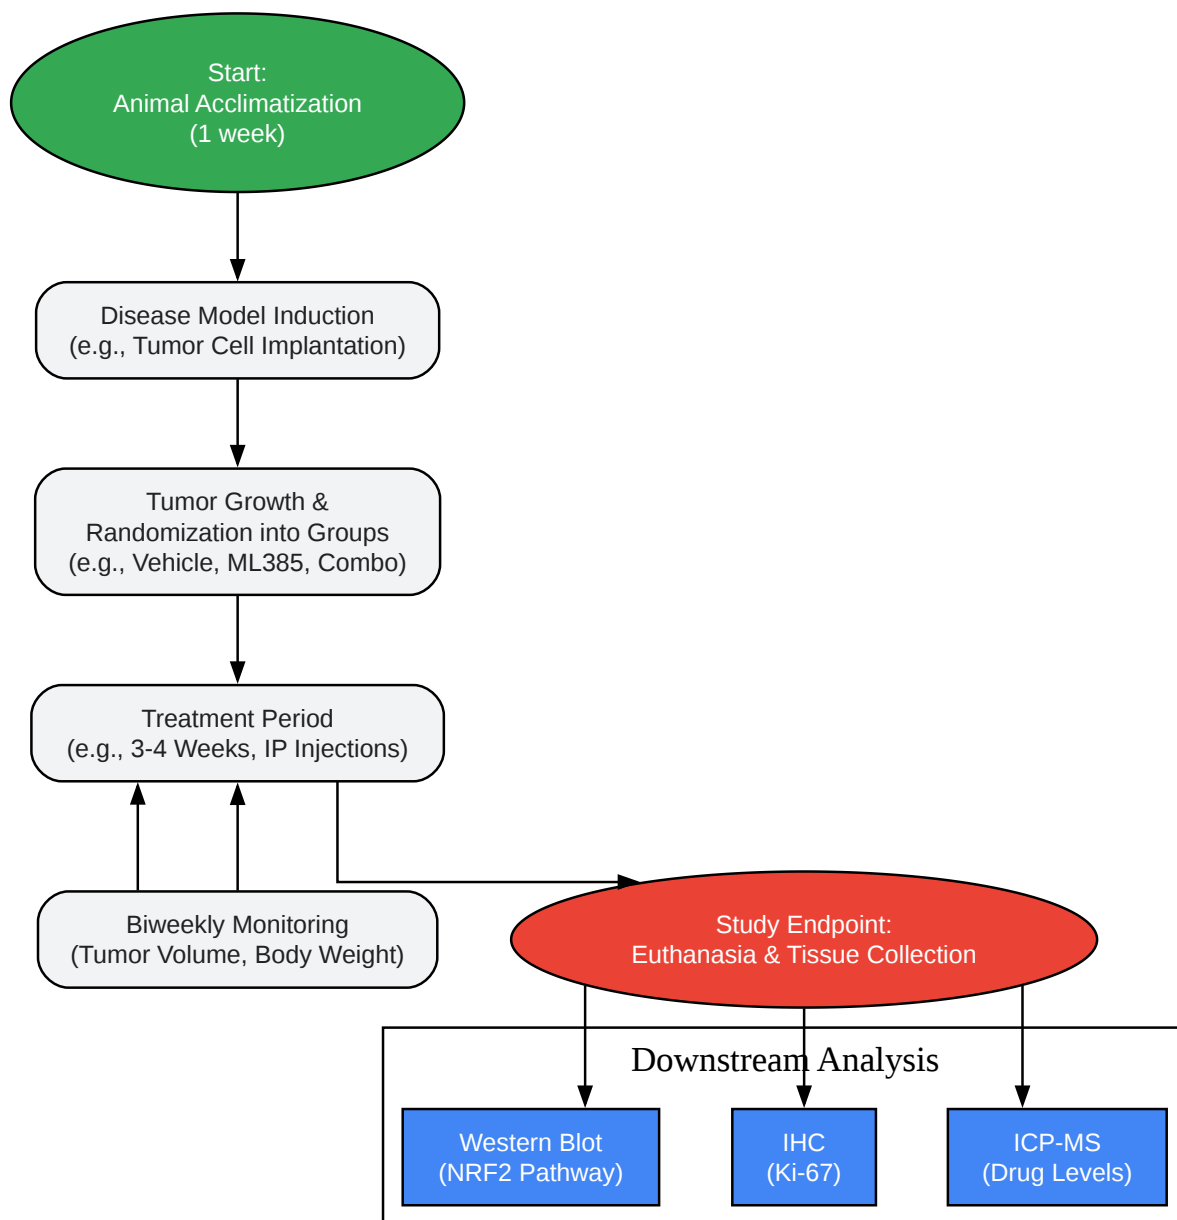 Start:
Animal Acclimatization
(1 week)
Disease Model Induction
(e.g., Tumor Cell Implantation)
Tumor Growth &
Randomization into Groups
(e.g., Vehicle, ML385, Combo)
Treatment Period
(e.g., 3-4 Weeks, IP Injections)
Biweekly Monitoring
(Tumor Volume, Body Weight)
Study Endpoint:
Euthanasia & Tissue Collection
Downstream Analysis
Western Blot
(NRF2 Pathway)
IHC
(Ki-67)
ICP-MS
(Drug Levels)